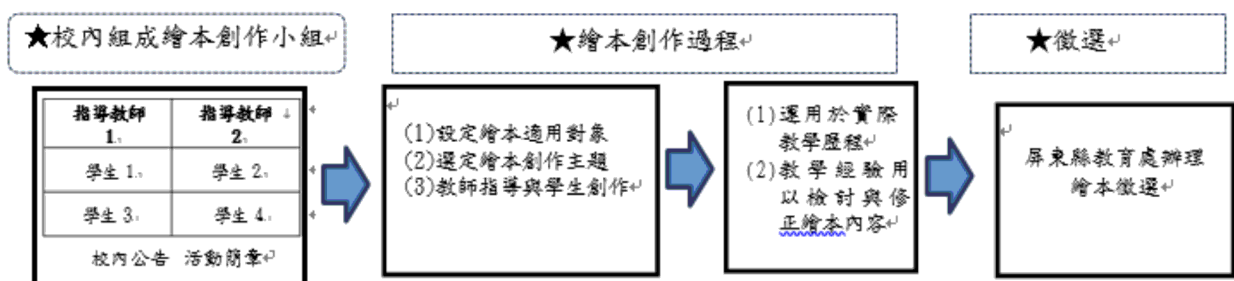 ★校內組成繪本創作小組
★繪本創作過程
★徵選
指導教師 指導教師
1. 2.
學生 1. 學生 2.
學生 3. 學生 4.
校內公告 活動簡章
(1)設定繪本適用對象
(2)選定繪本創作主題
(3)教師指導與學生創作
(1)運用於實際
教學歷程
(2)教學經驗用
以檢討與修
正繪本內容
屏東縣教育處辦理
繪本徵選